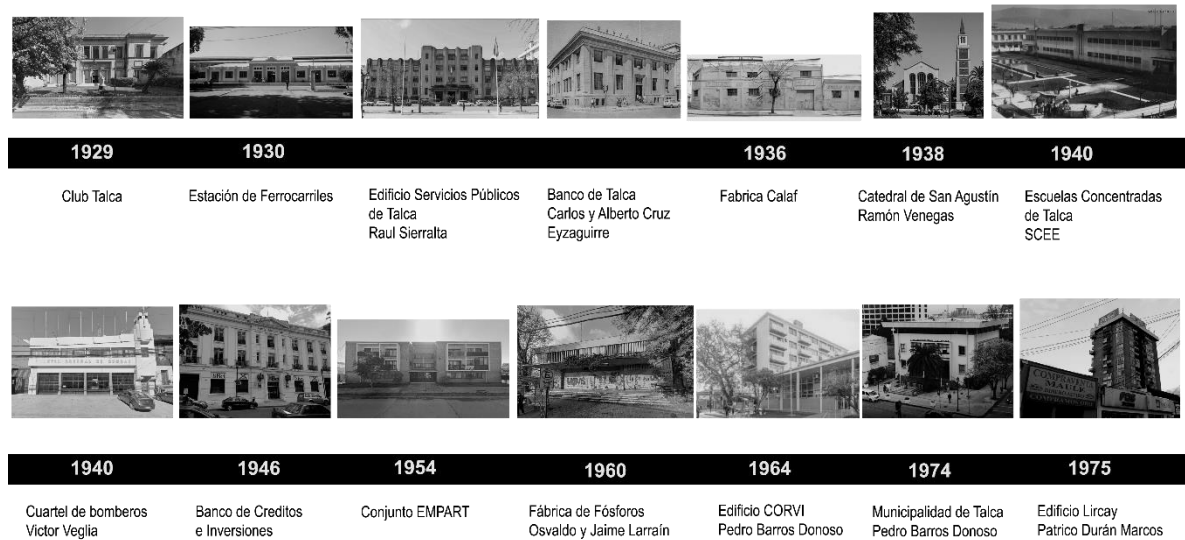 1929
1930
1936
1938
1940
Club Talca
Estación de Ferrocarriles
Edificio Servicios Públicos
de Talca
Raul Sierralta
Banco de Talca
Carlos y Alberto Cruz
Eyzaguirre
Fabrica Calaf
Catedral de San Agustín
Ramón Venegas
Escuelas Concentradas
de Talca
SCEE
1940
1946
1954
1960
1964
1974
1975
Cuartel de bomberos
Victor Veglia
Banco de Creditos
e Inversiones
Conjunto EMPART
Fábrica de Fósforos
Osvaldo y Jaime Larraín
Edificio CORVI
Pedro Barros Donoso
Municipalidad de Talca
Pedro Barros Donoso
Edificio Lircay
Patrico Durán Marcos